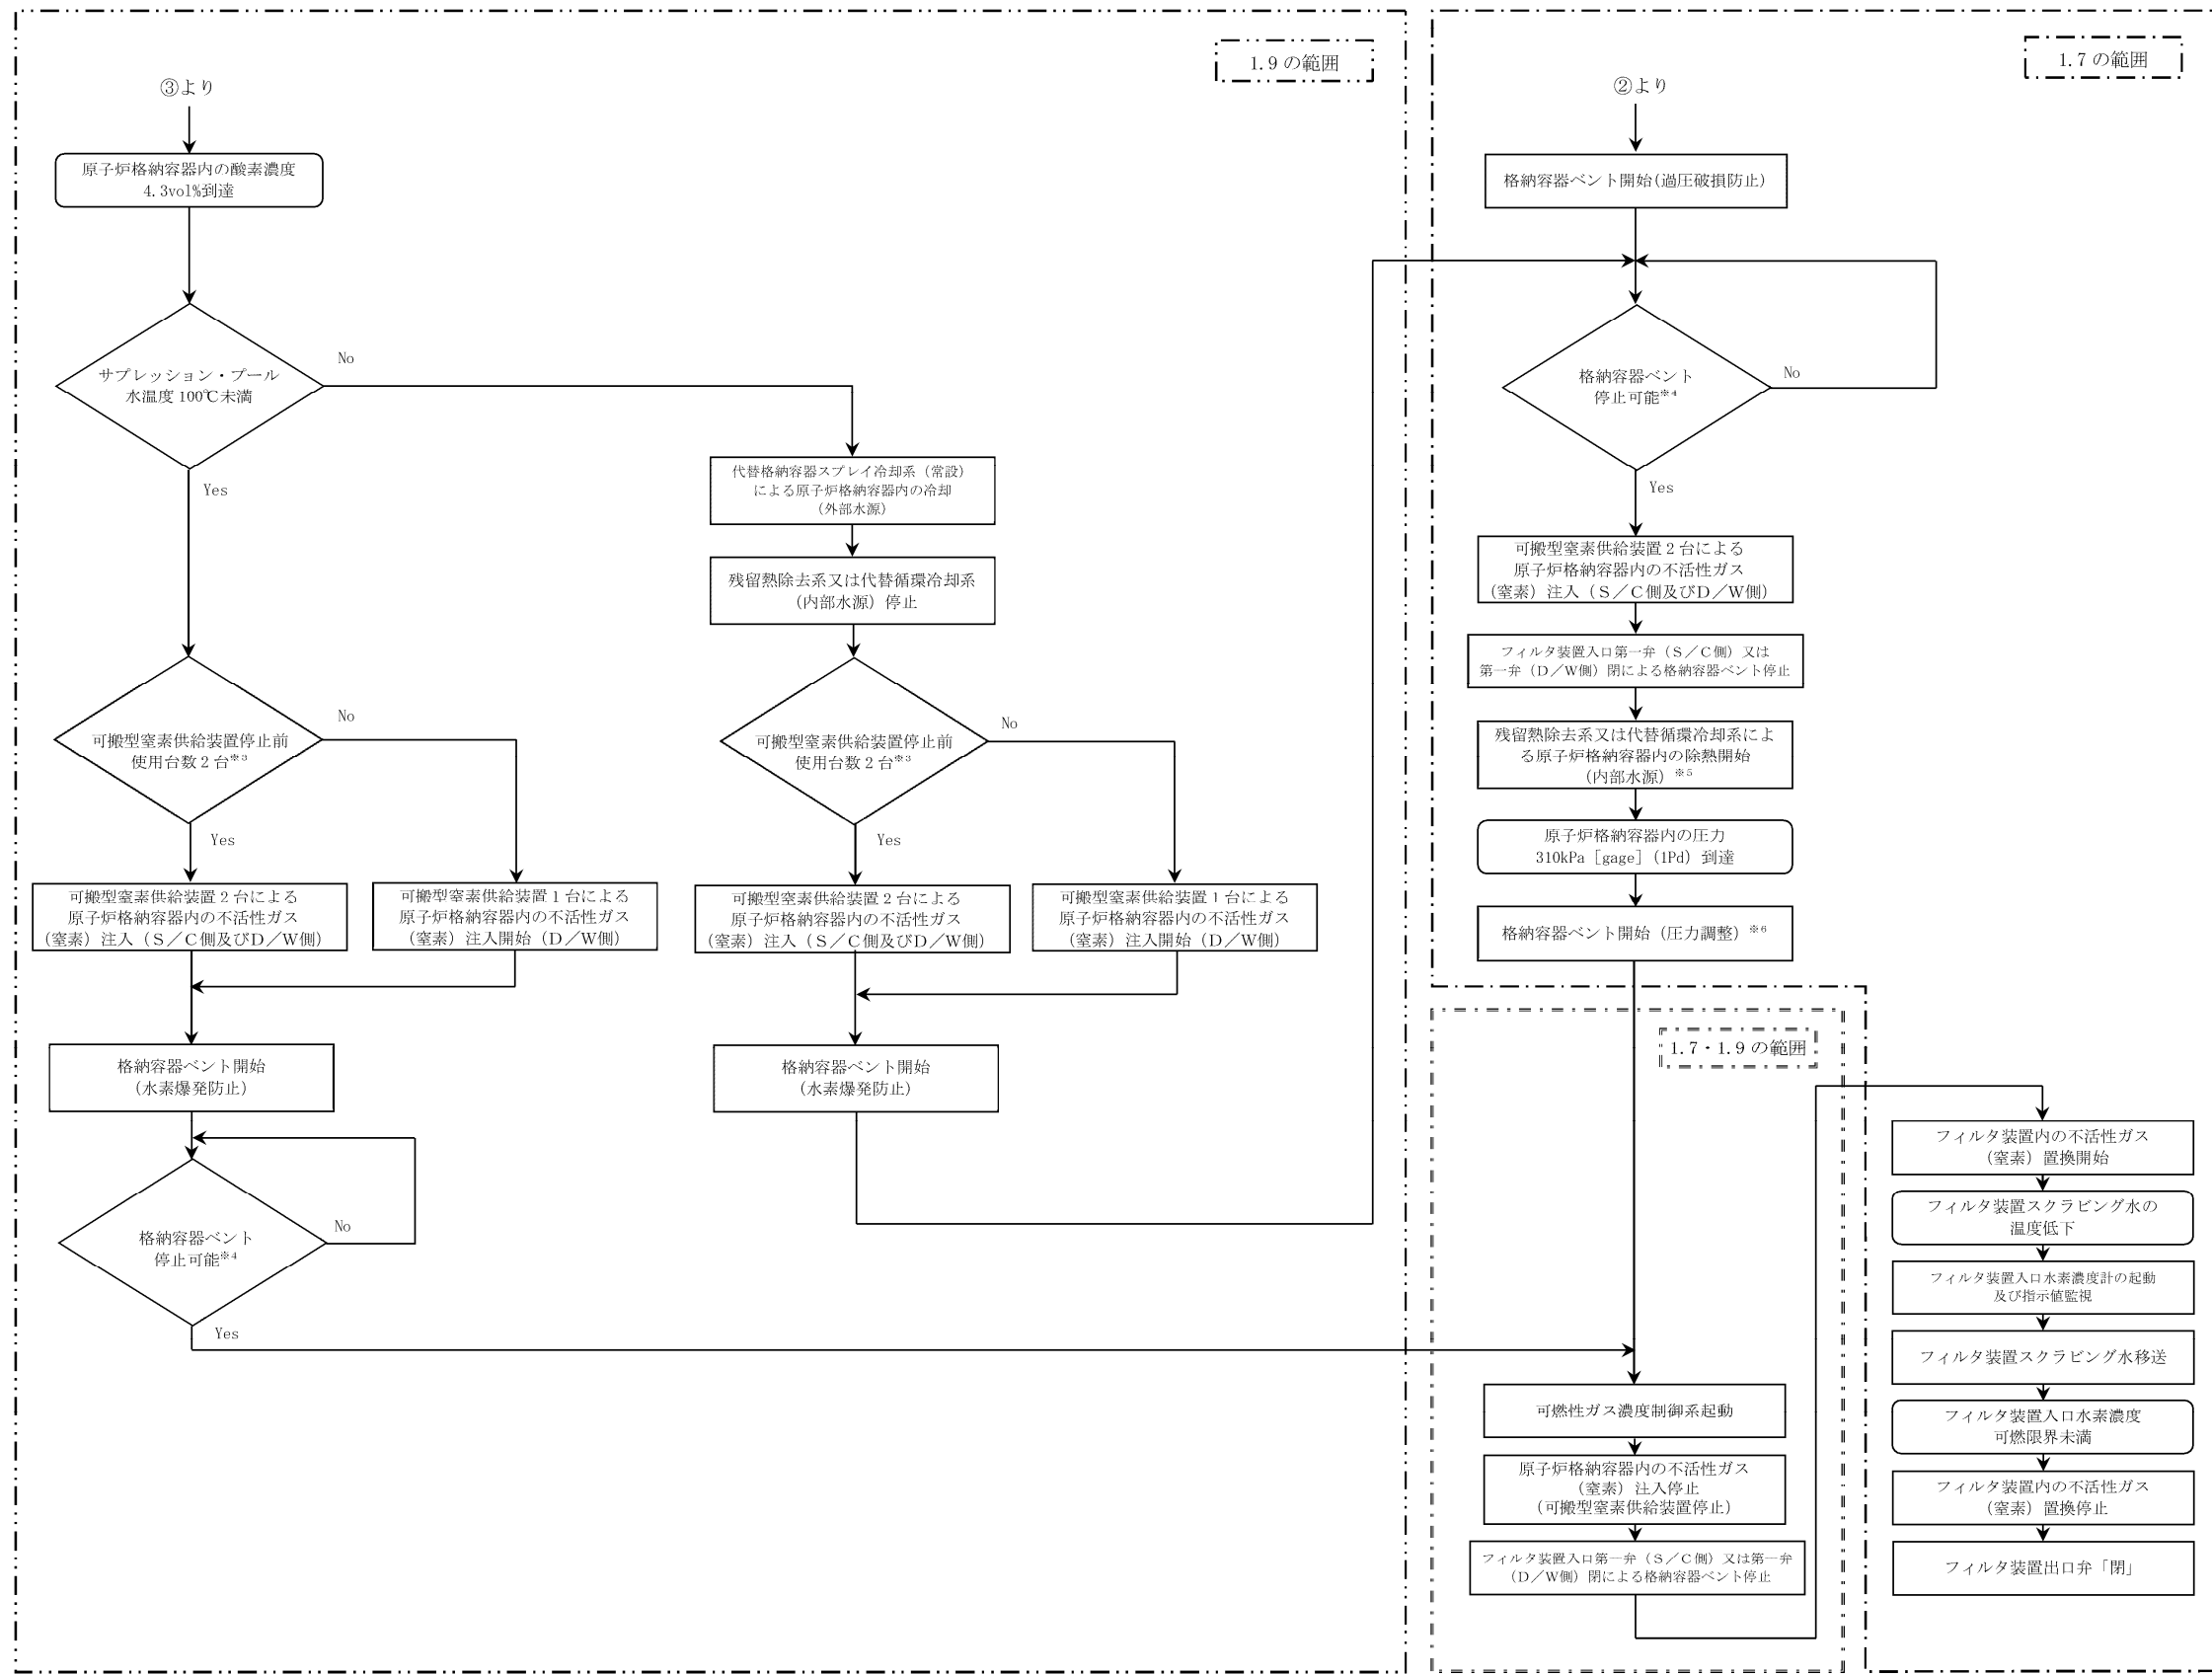 1.9 の範囲
③より
原子炉格納容器内の酸素濃度
4.3vol%到達
サプレッション・プール
水温度 100℃未満
No
Yes
代替格納容器スプレイ冷却系（常設）
による原子炉格納容器内の冷却
（外部水源）
残留熱除去系又は代替循環冷却系
（内部水源）停止
可搬型窒素供給装置停止前
使用台数２台※3
No
Yes
可搬型窒素供給装置停止前
使用台数２台※3
No
Yes
可搬型窒素供給装置２台による
原子炉格納容器内の不活性ガス
（窒素）注入（Ｓ／Ｃ側及びＤ／Ｗ側）
可搬型窒素供給装置１台による
原子炉格納容器内の不活性ガス
（窒素）注入開始（Ｄ／Ｗ側）
可搬型窒素供給装置２台による
原子炉格納容器内の不活性ガス
（窒素）注入（Ｓ／Ｃ側及びＤ／Ｗ側）
可搬型窒素供給装置１台による
原子炉格納容器内の不活性ガス
（窒素）注入開始（Ｄ／Ｗ側）
格納容器ベント開始
（水素爆発防止）
格納容器ベント開始
（水素爆発防止）
格納容器ベント
停止可能※4
No
Yes
1.7 の範囲
②より
格納容器ベント開始(過圧破損防止)
格納容器ベント
停止可能※4
No
Yes
可搬型窒素供給装置２台による
原子炉格納容器内の不活性ガス
（窒素）注入（Ｓ／Ｃ側及びＤ／Ｗ側）
フィルタ装置入口第一弁（Ｓ／Ｃ側）又は
第一弁（Ｄ／Ｗ側）閉による格納容器ベント停止
残留熱除去系又は代替循環冷却系によ
る原子炉格納容器内の除熱開始
（内部水源）※5
原子炉格納容器内の圧力
310kPa［gage］(1Pd) 到達
格納容器ベント開始（圧力調整）※6
1.7・1.9 の範囲
可燃性ガス濃度制御系起動
原子炉格納容器内の不活性ガス
（窒素）注入停止
（可搬型窒素供給装置停止）
フィルタ装置入口第一弁（Ｓ／Ｃ側）又は第一弁
（Ｄ／Ｗ側）閉による格納容器ベント停止
フィルタ装置内の不活性ガス
（窒素）置換開始
フィルタ装置スクラビング水の
温度低下
フィルタ装置入口水素濃度計の起動
及び指示値監視
フィルタ装置スクラビング水移送
フィルタ装置入口水素濃度
可燃限界未満
フィルタ装置内の不活性ガス
（窒素）置換停止
フィルタ装置出口弁「閉」